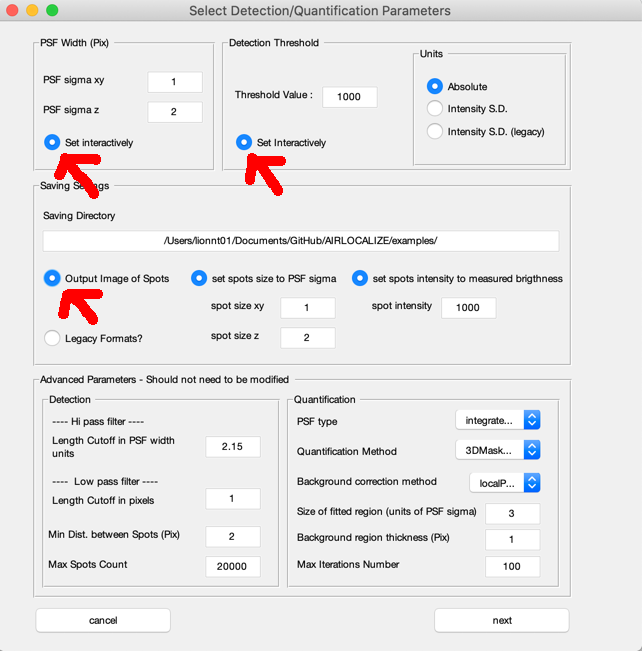 Select Detection/Quantification Parameters
PSF Width (Pix)
PSF sigma xy
1
PSF sigma z
2
Set interactively
Detection Threshold
Threshold Value :
1000
Set Interactively
Units
Absolute
Intensity S.D.
Intensity S.D. (legacy)
Saving Settings
Saving Directory
/Users/lionnt01/Documents/GitHub/AIRLOCALIZE/examples/
Output Image of Spots
set spots size to PSF sigma
set spots intensity to measured brigthness
spot size xy
1
spot intensity
1000
Legacy Formats?
spot size z
2
Advanced Parameters - Should not need to be modified
Detection
---- Hi pass filter ----
Length Cutoff in PSF width
units
2.15
---- Low pass filter ----
Length Cutoff in pixels
1
Min Dist. between Spots (Pix)
2
Max Spots Count
20000
Quantification
PSF type
integrate...
Quantification Method
3DMask...
Background correction method
localP...
Size of fitted region (units of PSF sigma)
3
Background region thickness (Pix)
1
Max Iterations Number
100
cancel
next